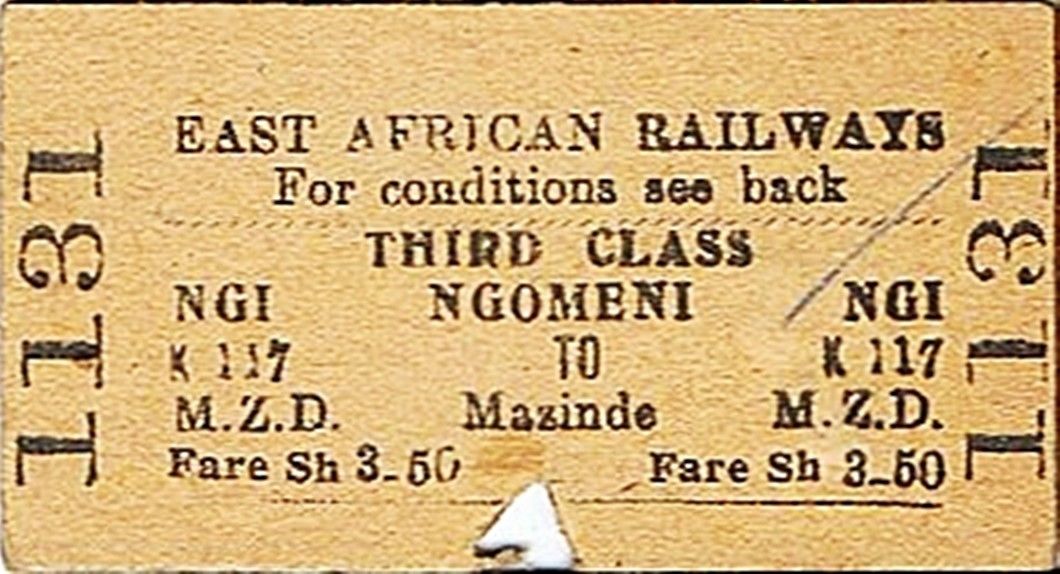 EAST AFRICAN RAILWAYS
For conditions see back
THIRD CLASS
NGI NGOMENI NGI
K 117 TO K 117
M.Z.D. Mazinde M.Z.D.
Fare Sh 3-50 Fare Sh 3-50
1131
1131